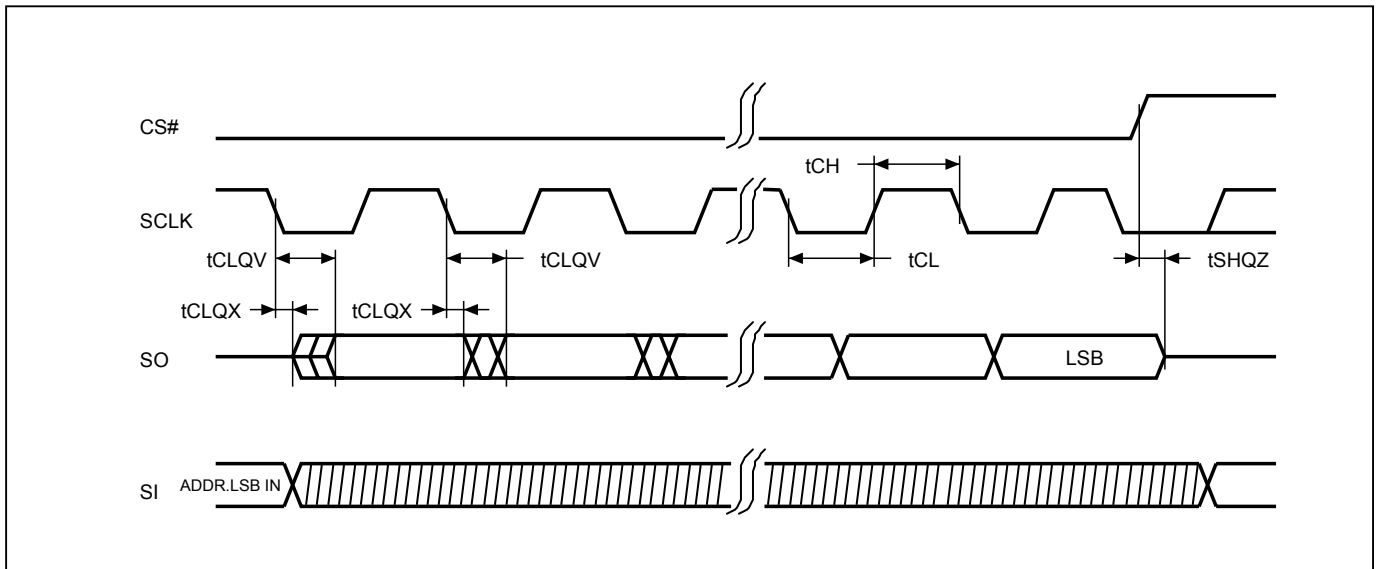 CS#
tCH
SCLK
tCLQV
tCLQV
tCL
tSHQZ
tCLQX
tCLQX
SO
LSB
SI
ADDR.LSB IN